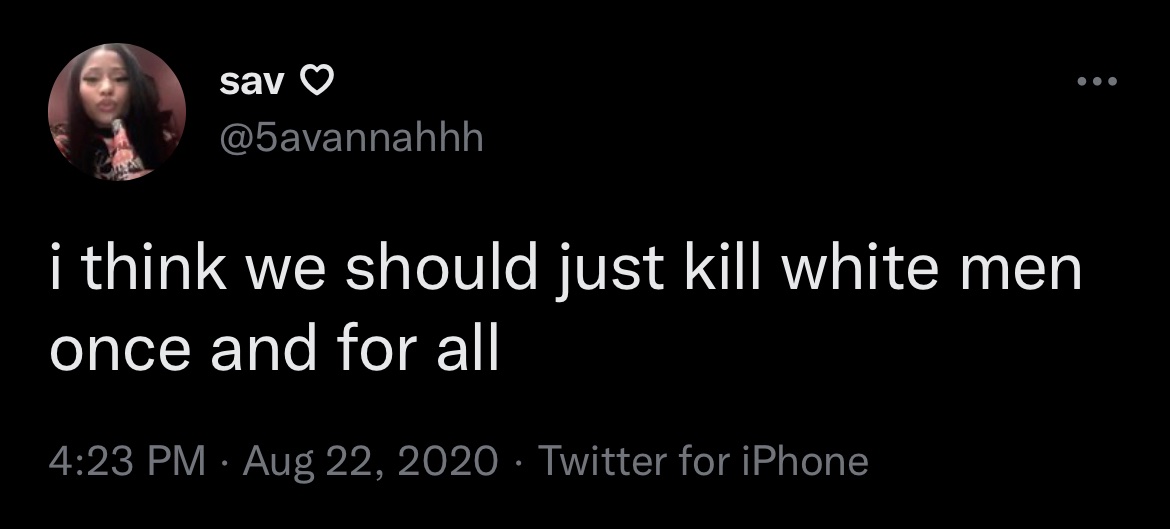 sav ♡
@5avannahhh
i think we should just kill white men
once and for all
4:23 PM · Aug 22, 2020 · Twitter for iPhone